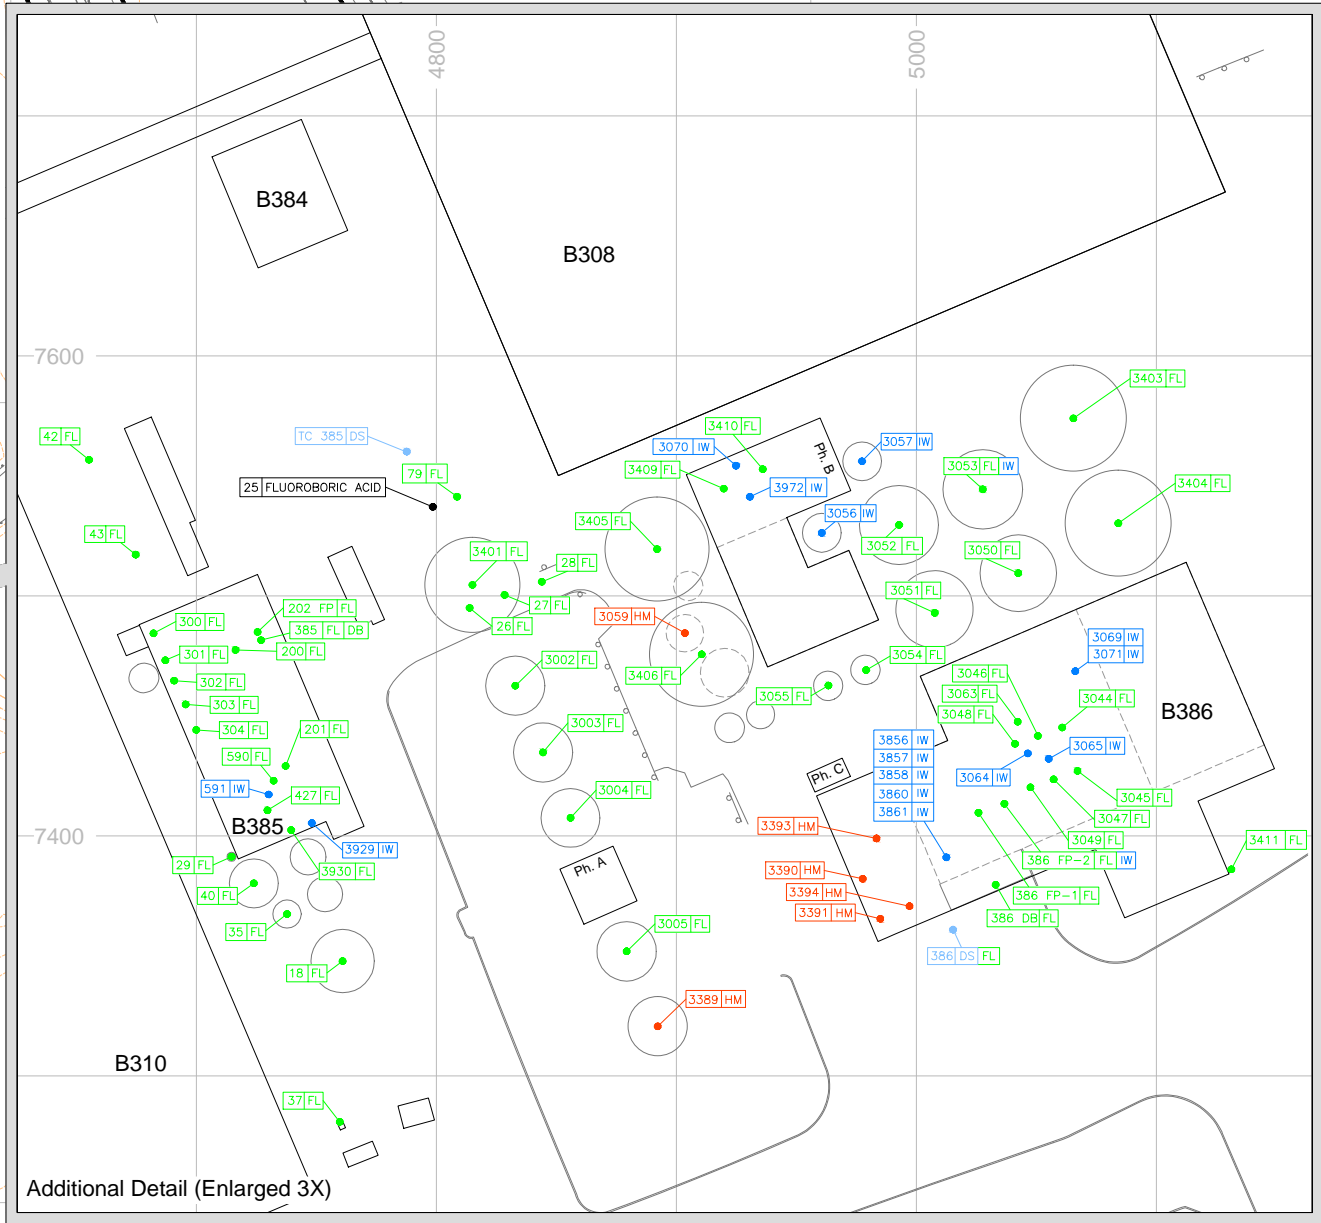 4800
5000
B384
B308
7600
3403 FL
42 FL
TC 385 DS
3410 FL
3070 IW
3057 IW
Ph. B
79 FL
3409 FL
3053 FL IW
25 FLUOROBORIC ACID
3972 IW
3404 FL
3056 IW
43 FL
3405 FL
3401 FL
3052 FL
3050 FL
28 FL
3051 FL
27 FL
202 FP FL
300 FL
26 FL
3059 HM
385 FL DB
3069 IW
200 FL
3071 IW
301 FL
3002 FL
3054 FL
3406 FL
3046 FL
302 FL
3055 FL
3063 FL
3044 FL
303 FL
3048 FL
B386
304 FL
201 FL
3003 FL
3856 IW
3065 IW
590 FL
3857 IW
Ph. C
3858 IW
3064 IW
591 IW
3004 FL
3860 IW
427 FL
3861 IW
3045 FL
B385
3393 HM
3047 FL
7400
3049 FL
3929 IW
3411 FL
29 FL
3930 FL
Ph. A
386 FP-2 FL IW
3390 HM
40 FL
3394 HM
386 FP-1 FL
3391 HM
386 DB FL
35 FL
3005 FL
386 DS FL
18 FL
3389 HM
B310
37 FL
Additional Detail (Enlarged 3X)